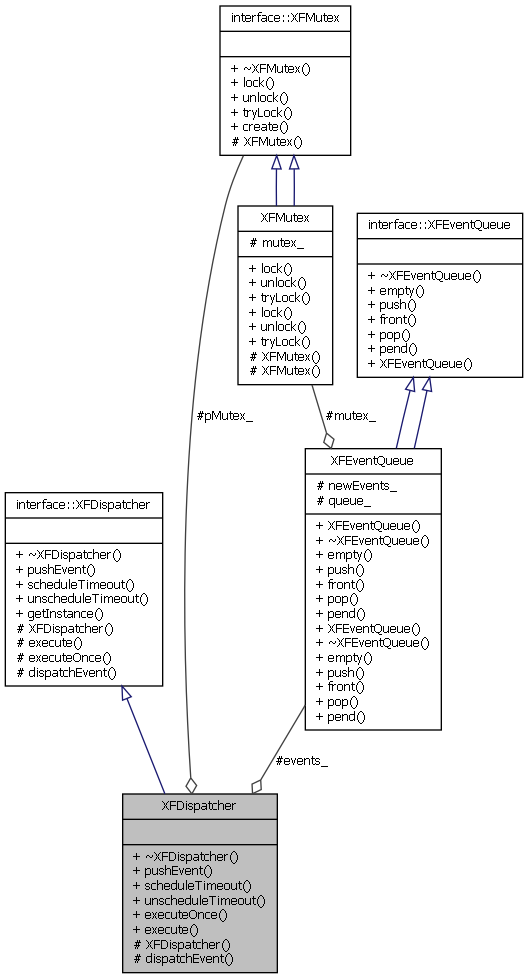 interface::XFMutex
+ ~XFMutex()
+ lock()
+ unlock()
+ tryLock()
+ create()
# XFMutex()
XFMutex
# mutex_
+ lock()
+ unlock()
+ tryLock()
+ lock()
+ unlock()
+ tryLock()
# XFMutex()
# XFMutex()
interface::XFEventQueue
+ ~XFEventQueue()
+ empty()
+ push()
+ front()
+ pop()
+ pend()
+ XFEventQueue()
#pMutex_
#mutex_
XFEventQueue
# newEvents_
# queue_
+ XFEventQueue()
+ ~XFEventQueue()
+ empty()
+ push()
+ front()
+ pop()
+ pend()
+ XFEventQueue()
+ ~XFEventQueue()
+ empty()
+ push()
+ front()
+ pop()
+ pend()
interface::XFDispatcher
+ ~XFDispatcher()
+ pushEvent()
+ scheduleTimeout()
+ unscheduleTimeout()
+ getInstance()
# XFDispatcher()
# execute()
# executeOnce()
# dispatchEvent()
#events_
XFDispatcher
+ ~XFDispatcher()
+ pushEvent()
+ scheduleTimeout()
+ unscheduleTimeout()
+ executeOnce()
+ execute()
# XFDispatcher()
# dispatchEvent()